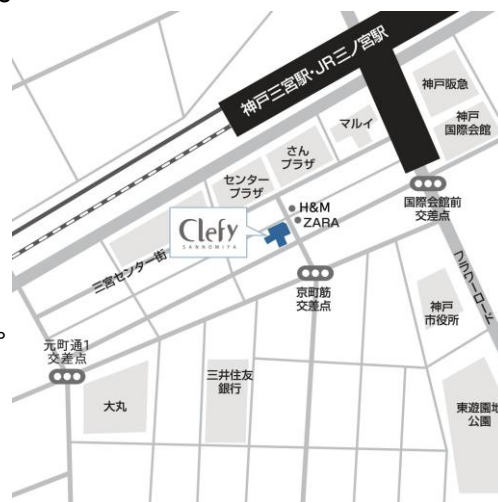 神戸三宮駅・JR三ノ宮駅
神戸阪急
神戸
国際会館
マルイ
さん
プラザ
センター
プラザ
国際会館前
交差点
H&M
ZARA
Clefy
SANNOMIYA
三宮センター街
京町筋
交差点
フラワーロード
神戸
市役所
元町通1
交差点
三井住友
銀行
大丸
東遊園地
公園